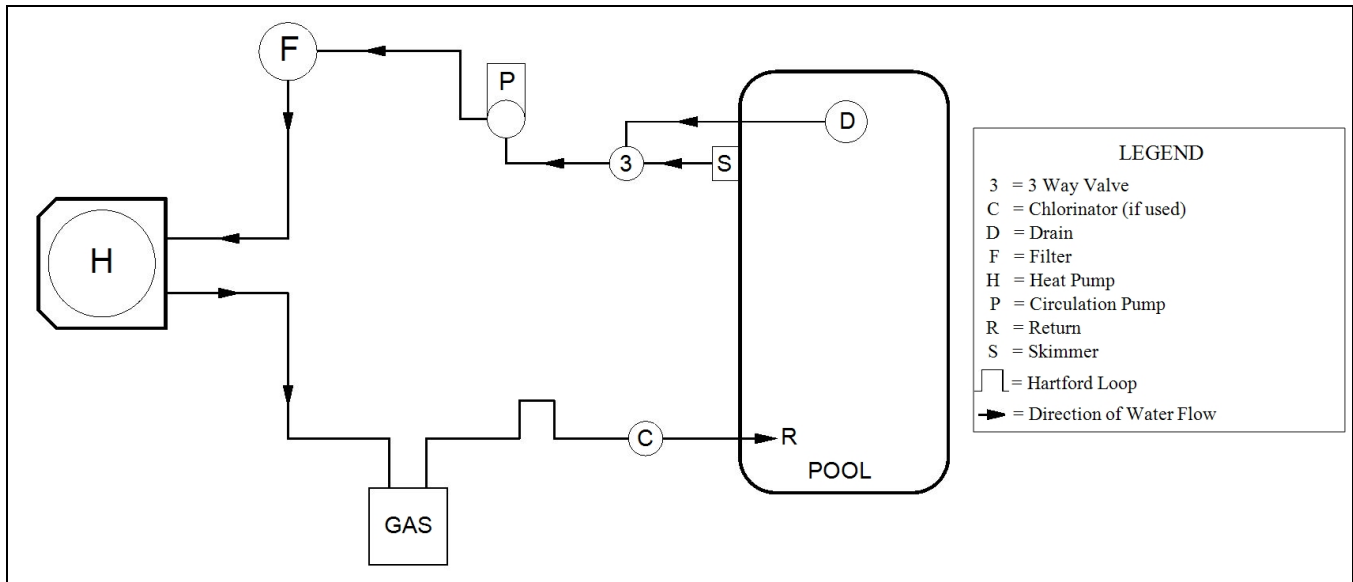 F
P
D
3
S
H
C
R
POOL
GAS
LEGEND
3 = 3 Way Valve
C = Chlorinator (if used)
D = Drain
F = Filter
H = Heat Pump
P = Circulation Pump
R = Return
S = Skimmer
= Hartford Loop
= Direction of Water Flow